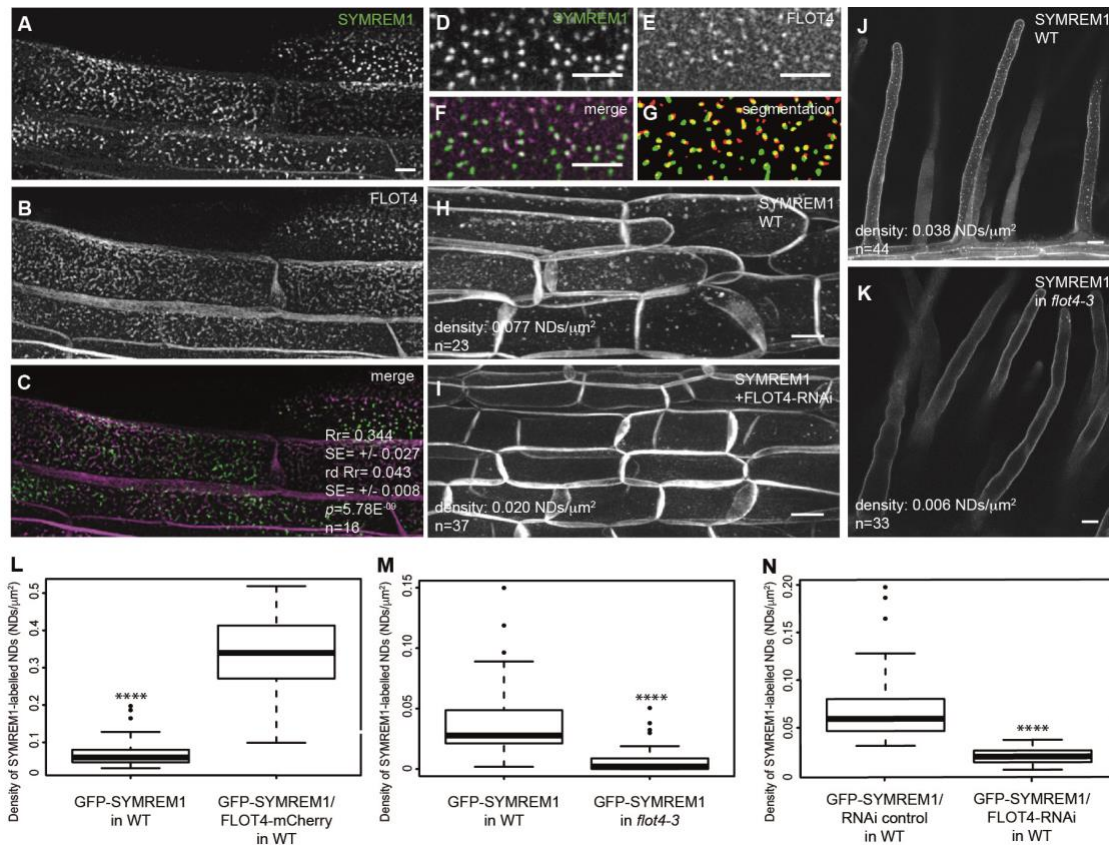 A
SYMREM1
B
FLOT4
C
merge
Rr= 0.344
SE= +/- 0.027
rd Rr= 0.043
SE= +/- 0.008
p=5.78E-09
n=16
D
SYMREM1
E
FLOT4
F
merge
G
segmentation
H
SYMREM1
WT
density: 0.077 NDs/µm²
n=23
I
SYMREM1
+FLOT4-RNAi
density: 0.020 NDs/µm²
n=37
J
SYMREM1
WT
density: 0.038 NDs/µm²
n=44
K
SYMREM1
in flot4-3
density: 0.006 NDs/µm²
n=33
L
Density of SYMREM1-labelled NDs (NDs/µm²)
0.5
0.4
0.3
0.2
0.1
0
****
GFP-SYMREM1
in WT
GFP-SYMREM1/
FLOT4-mCherry
in WT
M
Density of SYMREM1-labelled NDs (NDs/µm²)
0.15
0.10
0.05
0
****
GFP-SYMREM1
in WT
GFP-SYMREM1
in flot4-3
N
Density of SYMREM1-labelled NDs (NDs/µm²)
0.20
0.15
0.10
0.05
0
****
GFP-SYMREM1/
RNAi control
in WT
GFP-SYMREM1/
FLOT4-RNAi
in WT